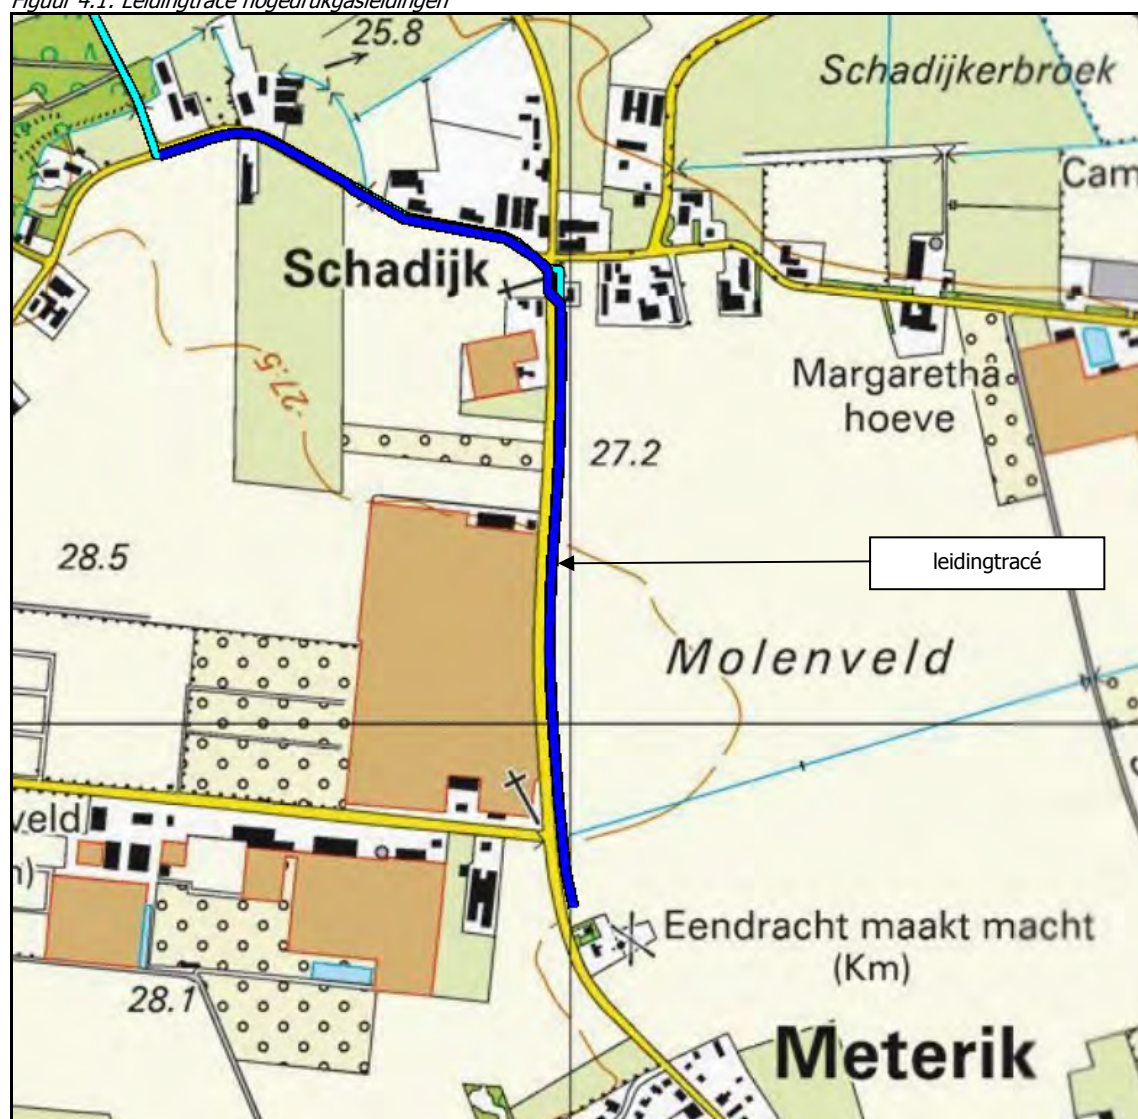 Figuur 4.1: Leidingtracé hogedrukgasleidingen
25.8
Schadijkerbroek
Cam
Schadijk
27.5
Margaretha
hoeve
27.2
28.5
leidingtracé
Molenveld
veld
Eendracht maakt macht
(Km)
28.1
Meterik